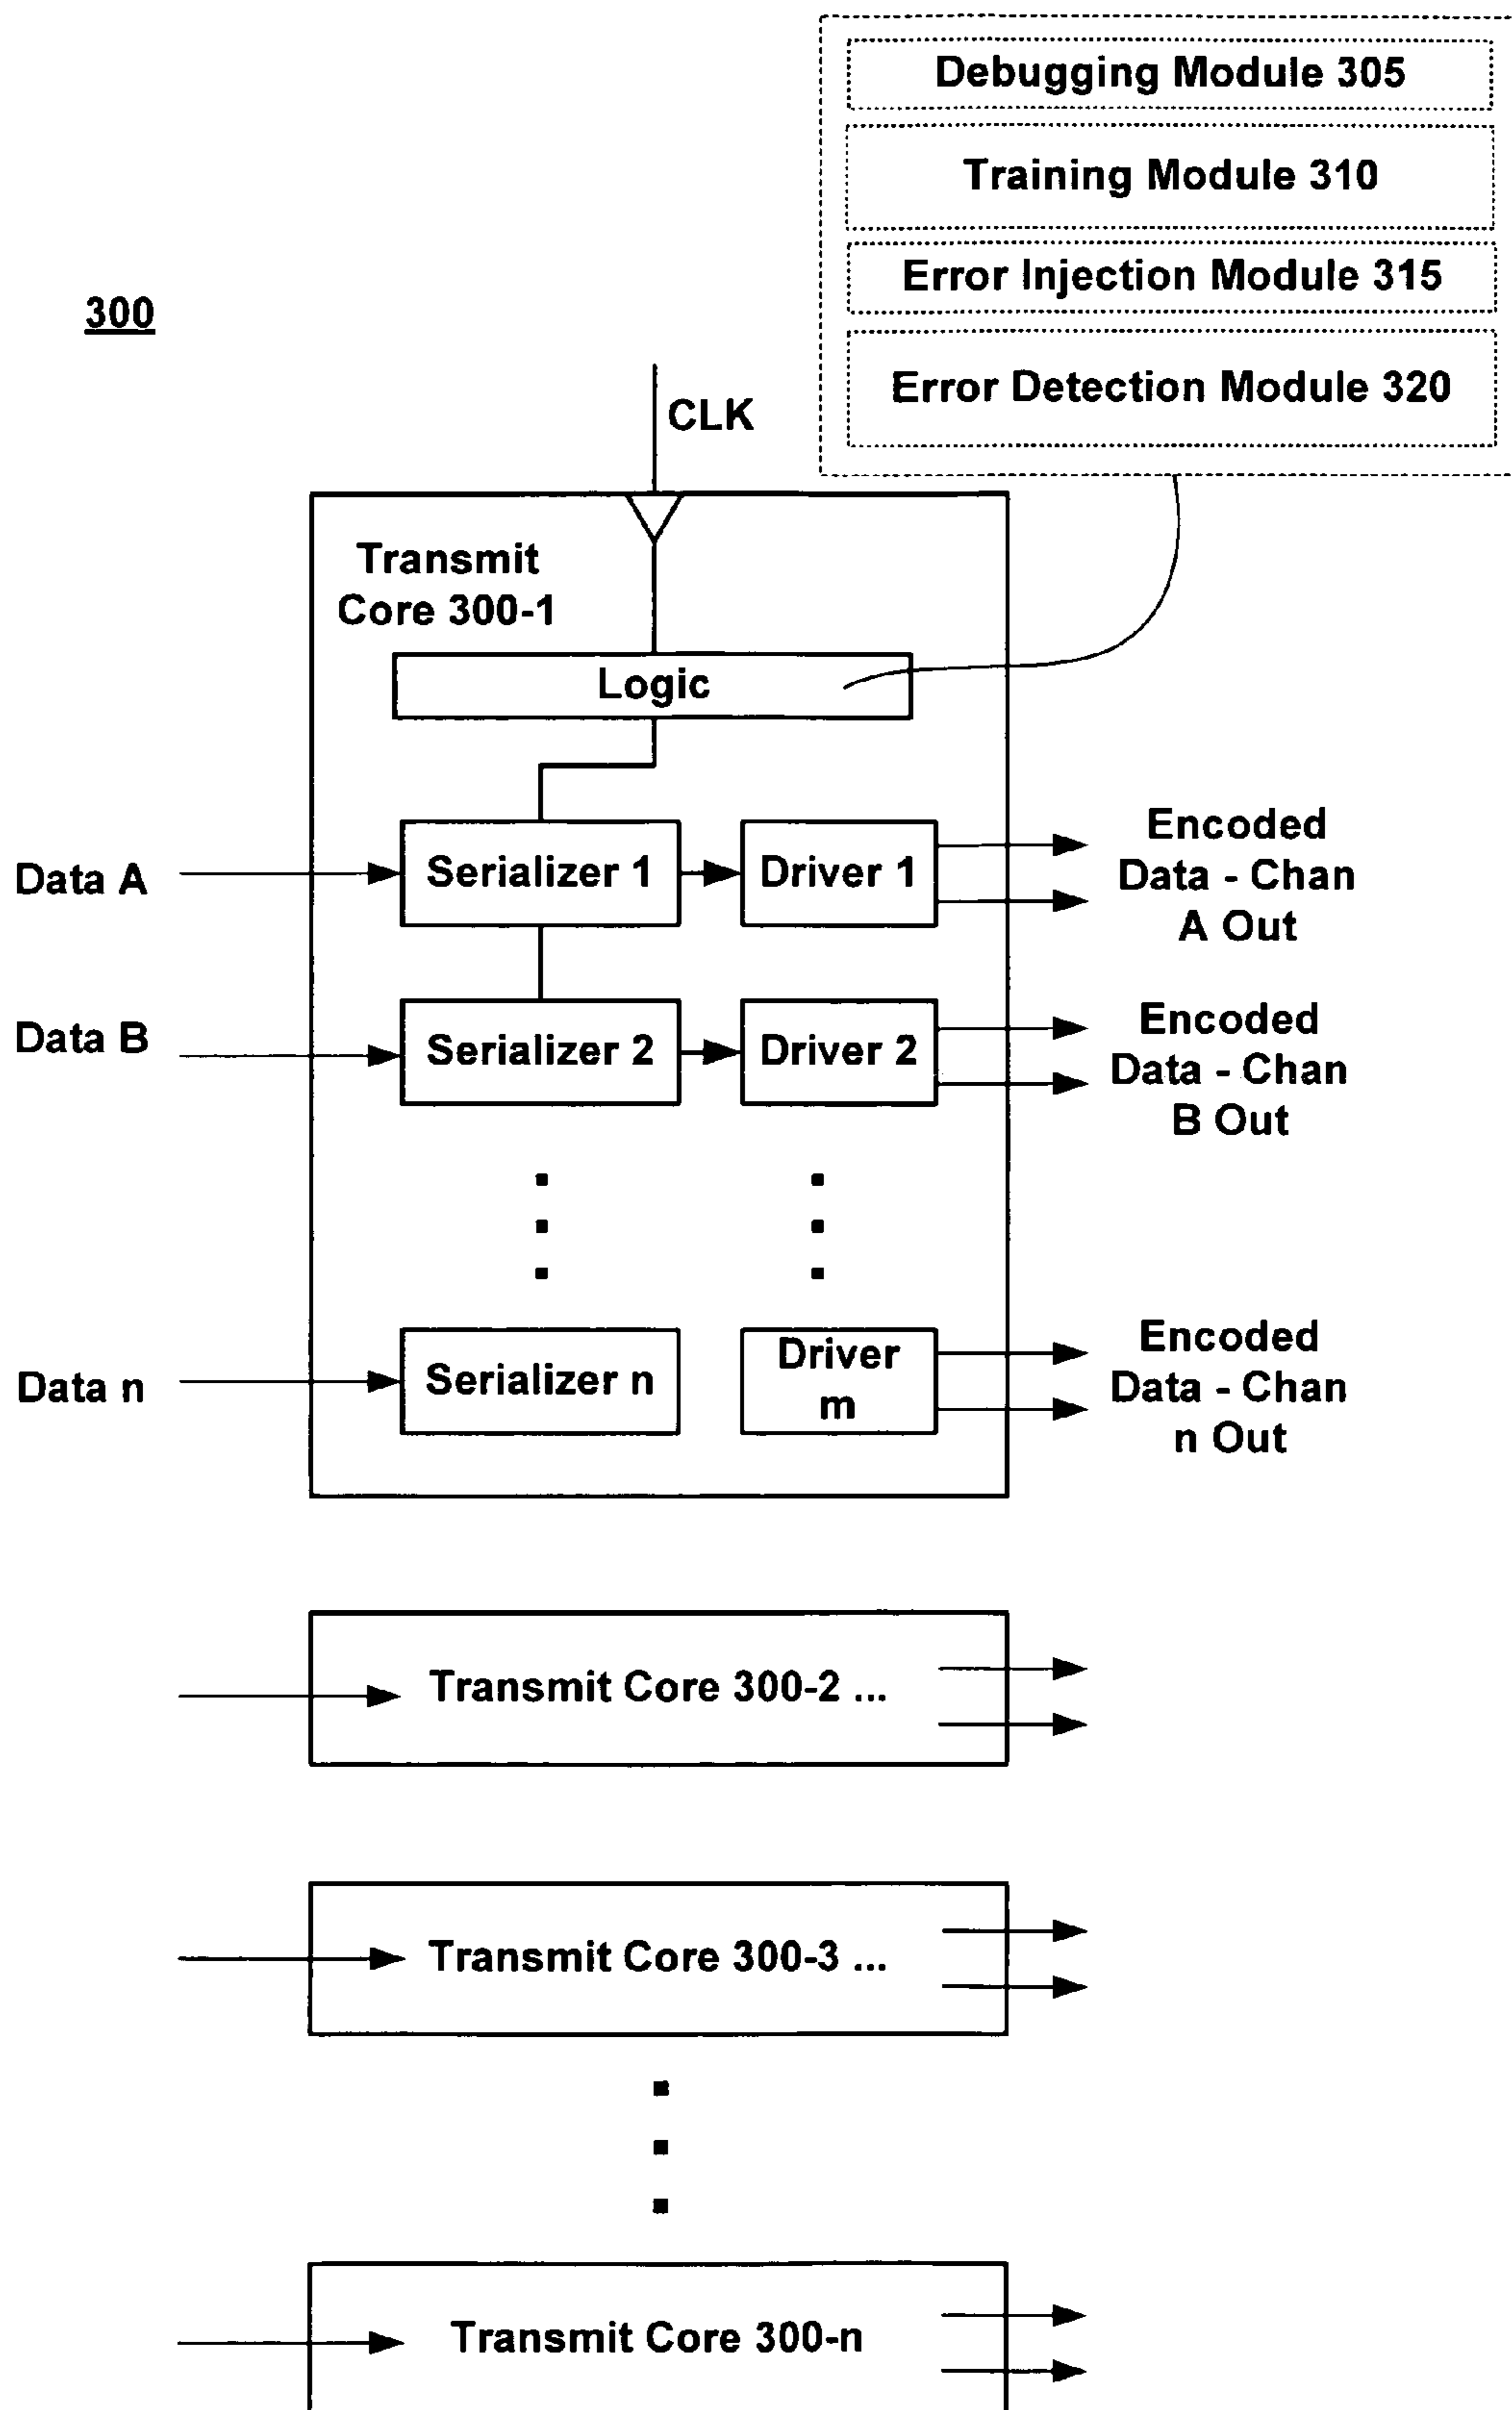 Debugging Module 305
Training Module 310
Error Injection Module 315
Error Detection Module 320
300
CLK
Transmit
Core 300-1
Logic
Data A
Serializer 1
Driver 1
Encoded
Data - Chan
A Out
Data B
Serializer 2
Driver 2
Encoded
Data - Chan
B Out
Data n
Serializer n
Driver
m
Encoded
Data - Chan
n Out
Transmit Core 300-2 ...
Transmit Core 300-3 ...
Transmit Core 300-n